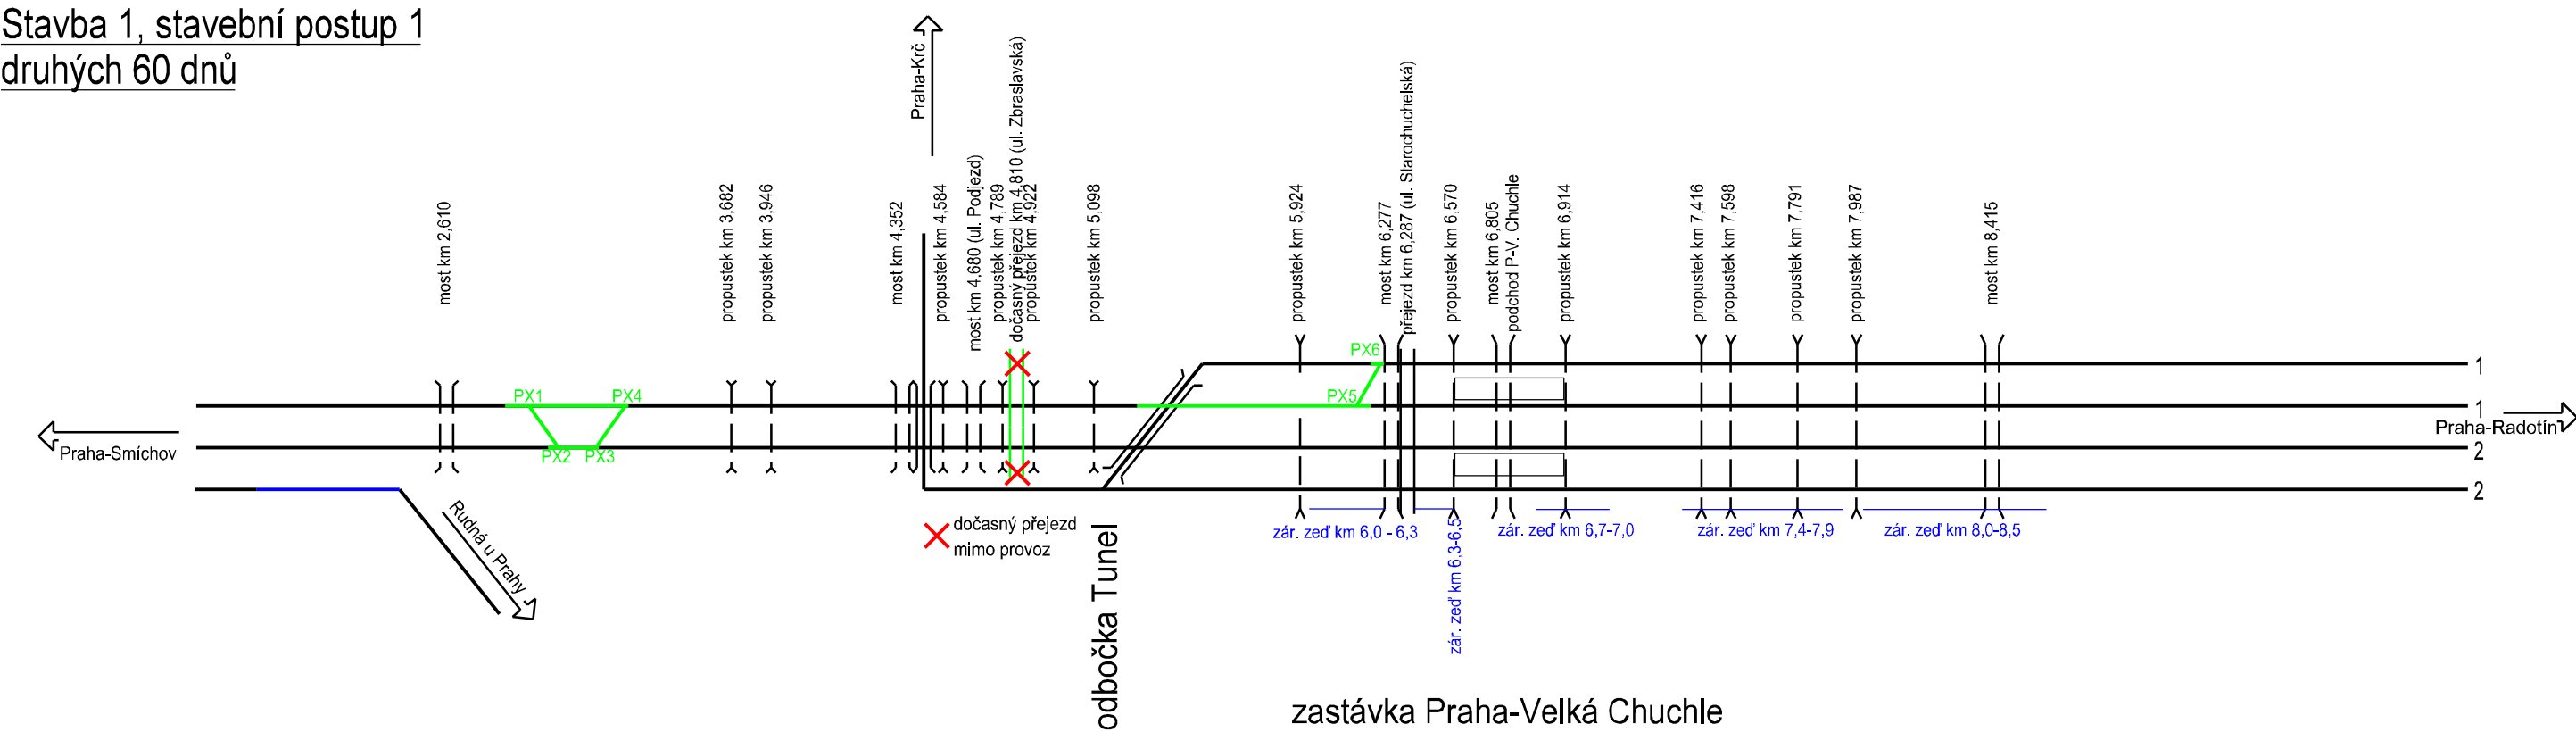 Stavba 1, stavební postup 1
druhých 60 dnů
Praha-Krč
most km 2,610
propustek km 3,682
propustek km 3,946
most km 4,352
propustek km 4,584
most km 4,680 (ul. Podjezd)
propustek km 4,789
dočasný přejezd km 4,810 (ul. Zbraslavská)
propustek km 4,922
propustek km 5,098
propustek km 5,924
most km 6,277
přejezd km 6,287 (ul. Starochuchelská)
propustek km 6,570
most km 6,805
podchod P-V. Chuchle
propustek km 6,914
propustek km 7,416
propustek km 7,598
propustek km 7,791
propustek km 7,987
most km 8,415
PX6
1
PX1
PX4
PX5
1
Praha-Radotín
Praha-Smíchov
PX2
PX3
2
2
Rudná u Prahy
dočasný přejezd
mimo provoz
odbočka Tunel
zár. zeď km 6,0 - 6,3
zár. zeď km 6,3-6,5
zár. zeď km 6,7-7,0
zár. zeď km 7,4-7,9
zár. zeď km 8,0-8,5
zastávka Praha-Velká Chuchle